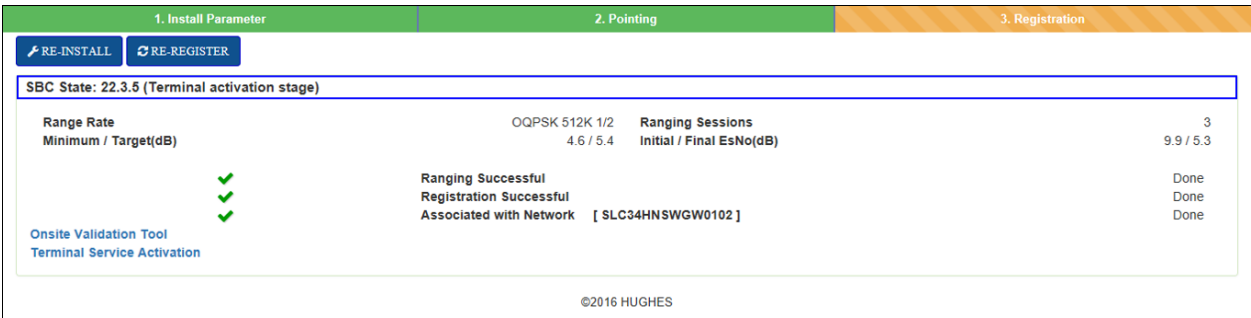 1. Install Parameter 2. Pointing 3. Registration
RE-INSTALL RE-REGISTER
SBC State: 22.3.5 (Terminal activation stage)
Range Rate OQPSK 512K 1/2 Ranging Sessions 3
Minimum / Target(dB) 4.6 / 5.4 Initial / Final EsNo(dB) 9.9 / 5.3
Ranging Successful Done
Registration Successful Done
Associated with Network [ SLC34HNSWGW0102 ] Done
Onsite Validation Tool
Terminal Service Activation
©2016 HUGHES